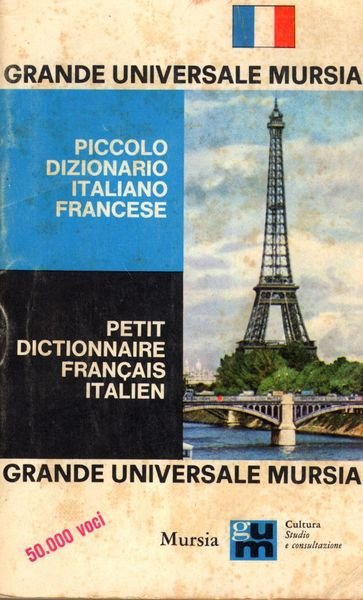 GRANDE UNIVERSALE MURSIA
PICCOLO
DIZIONARIO
ITALIANO
FRANCESE
PETIT
DICTIONNAIRE
FRANÇAIS
ITALIEN
GRANDE UNIVERSALE MURSIA
50.000 voci
Mursia
gum
Cultura
Studio
e consultazione